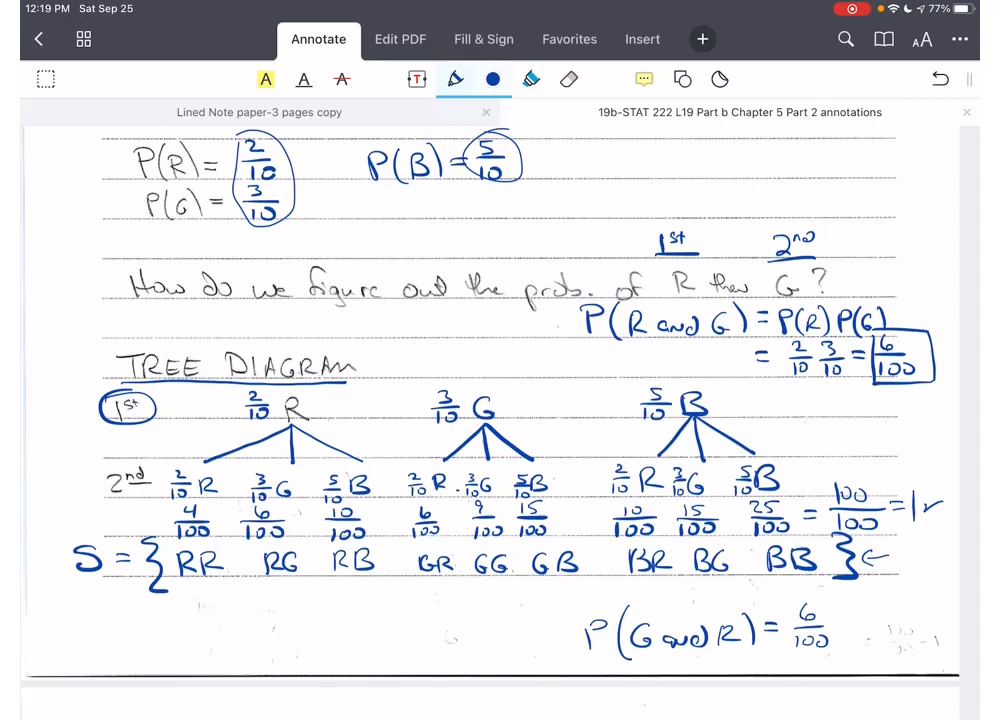 12:19 PM Sat Sep 25
77%
Annotate Edit PDF Fill & Sign Favorites Insert
Lined Note paper-3 pages copy
19b-STAT 222 L19 Part b Chapter 5 Part 2 annotations
P(R) = 2/10 P(B) = 5/10
P(G) = 3/10
1st 2nd
How do we figure out the prob. of R then G?
P(R and G) = P(R) P(G)
= 2/10 3/10 = 6/100
TREE DIAGRAM
1st 2/10 R 3/10 G 5/10 B
2nd 2/10 R 3/10 G 5/10 B 2/10 R 3/10 G 5/10 B 2/10 R 3/10 G 5/10 B
4/100 6/100 10/100 6/100 9/100 15/100 10/100 15/100 25/100 = 100/100 = 1 ✓
S = { RR RG RB GR GG GB BR BG BB } ←
P(G and R) = 6/100